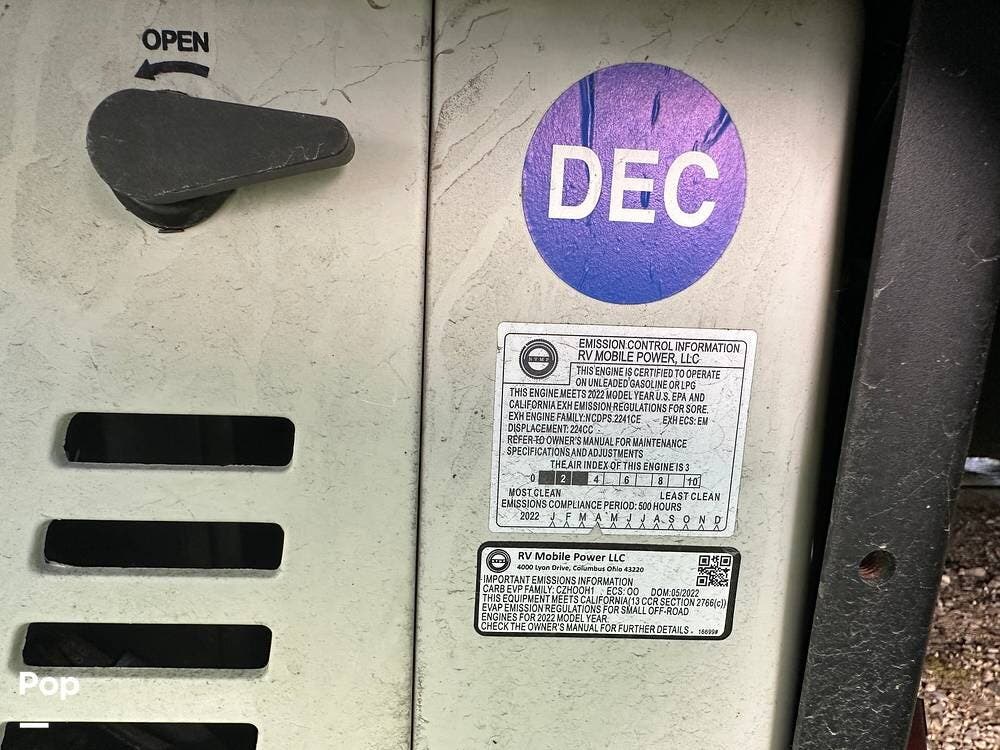 OPEN
DEC
EMISSION CONTROL INFORMATION
RV MOBILE POWER, LLC
THIS ENGINE IS CERTIFIED TO OPERATE
ON UNLEADED GASOLINE OR LPG
THIS ENGINE MEETS 2022 MODEL YEAR U.S. EPA AND
CALIFORNIA EXH EMISSION REGULATIONS FOR SORE.
EXH ENGINE FAMILY:NCDPS.2241CE EXH ECS: EM
DISPLACEMENT: 224CC
REFER TO OWNER'S MANUAL FOR MAINTENANCE
SPECIFICATIONS AND ADJUSTMENTS
THE AIR INDEX OF THIS ENGINE IS 3
0 2 4 6 8 10
MOST CLEAN LEAST CLEAN
EMISSIONS COMPLIANCE PERIOD: 500 HOURS
2022 J F M A M J J A S O N D
RV Mobile Power LLC
4000 Lyon Drive, Columbus Ohio 43220
IMPORTANT EMISSIONS INFORMATION
CARB EVP FAMILY: CZHOOH1 ECS: OO DOM:05/2022
THIS EQUIPMENT MEETS CALIFORNIA(13 CCR SECTION 2766(c))
EVAP EMISSION REGULATIONS FOR SMALL OFF-ROAD
ENGINES FOR 2022 MODEL YEAR.
CHECK THE OWNER'S MANUAL FOR FURTHER DETAILS - 16699#
Pop